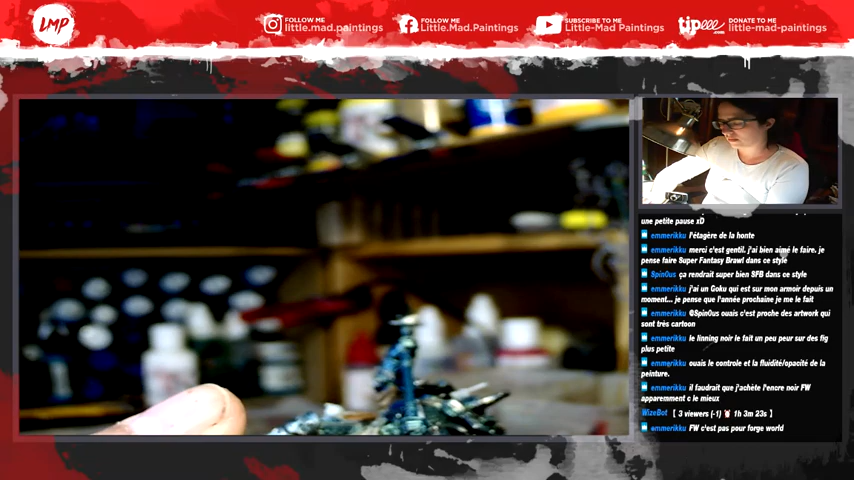 LMP
FOLLOW ME
little.mad.paintings
FOLLOW ME
Little.Mad.Paintings
SUBSCRIBE TO ME
Little-Mad Paintings
tipeee.com
DONATE TO ME
little-mad-paintings
une petite pause xD
emmerikku l'étagère de la honte
emmerikku merci c'est gentil. j'ai bien aimé le faire. je
pense faire Super Fantasy Brawl dans ce style
Spin0us ça rendrait super bien SFB dans ce style
emmerikku j'ai un Goku qui est sur mon armoir depuis un
moment... je pense que l'année prochaine je me le fait
emmerikku @Spin0us ouais c'est proche des artwork qui
sont très cartoon
emmerikku le linning noir le fait un peu peur sur des fig
plus petite
emmerikku ouais le controle et la fluidité/opacité de la
peinture.
emmerikku il faudrait que j'achète l'encre noir FW
apparemment c le mieux
WizeBot [ 3 viewers (-1) 1h 3m 23s ]
emmerikku FW c'est pas pour forge world